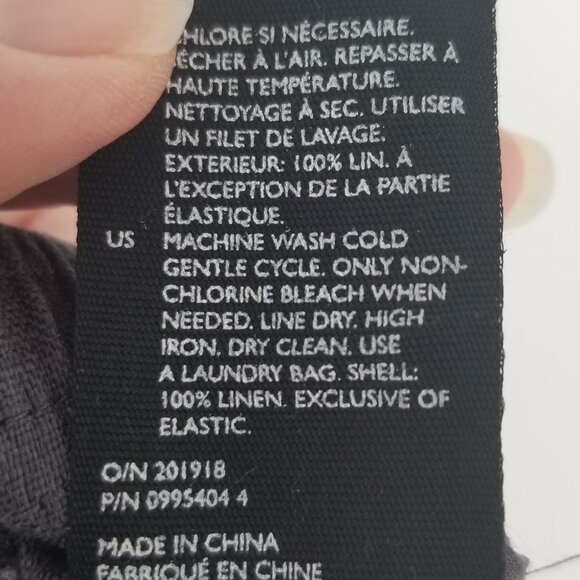 SI NÉCESSAIRE.
À L'AIR. REPASSER À
HAUTE TEMPÉRATURE.
NETTOYAGE À SEC. UTILISER
UN FILET DE LAVAGE.
EXTERIEUR: 100% LIN. À
L'EXCEPTION DE LA PARTIE
ÉLASTIQUE.
US MACHINE WASH COLD
GENTLE CYCLE. ONLY NON-
CHLORINE BLEACH WHEN
NEEDED. LINE DRY. HIGH
IRON. DRY CLEAN. USE
A LAUNDRY BAG. SHELL:
100% LINEN. EXCLUSIVE OF
ELASTIC.
O/N 201918
P/N 0995404 4
MADE IN CHINA
FABRIQUÉ EN CHINE